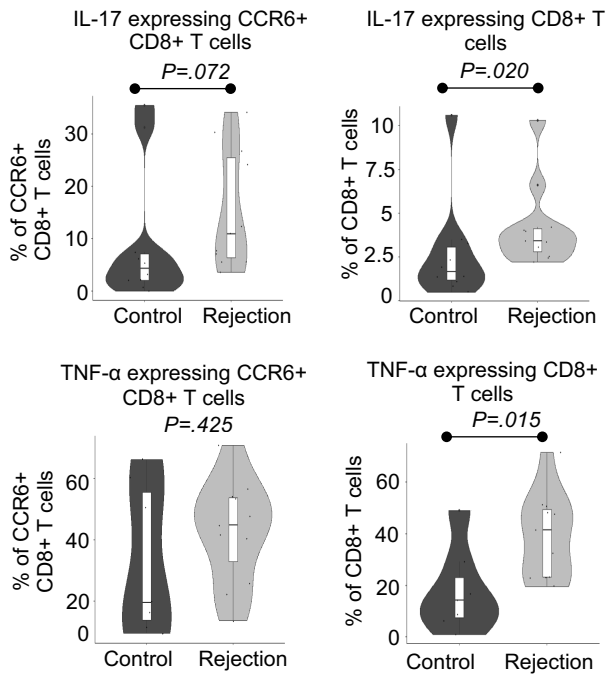 IL-17 expressing CCR6+
CD8+ T cells
P=.072
% of CCR6+
CD8+ T cells
30
20
10
0
Control Rejection
IL-17 expressing CD8+ T
cells
P=.020
% of CD8+ T cells
10
7.5
5
2.5
0
Control Rejection
TNF-α expressing CCR6+
CD8+ T cells
P=.425
% of CCR6+
CD8+ T cells
60
40
20
0
Control Rejection
TNF-α expressing CD8+
T cells
P=.015
% of CD8+ T cells
60
40
20
0
Control Rejection